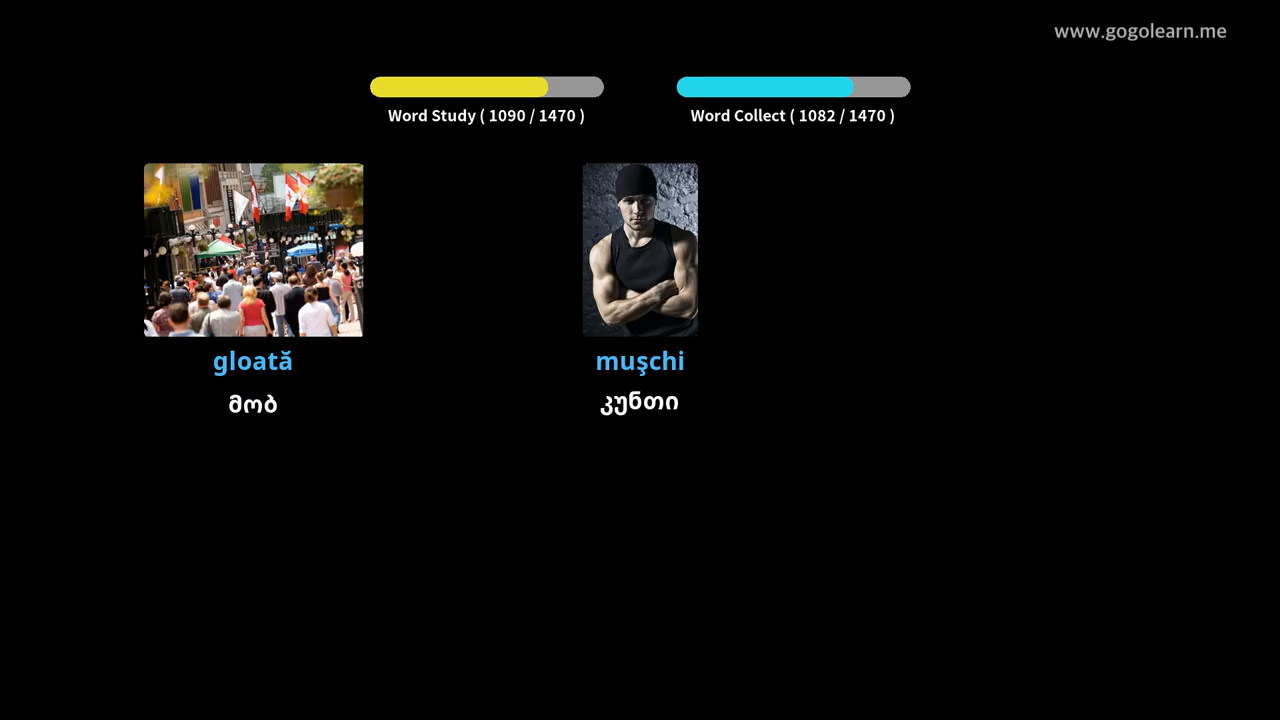 www.gogolearn.me
Word Study ( 1090 / 1470 )
Word Collect ( 1082 / 1470 )
gloată
muşchi
მობ
კუნთი